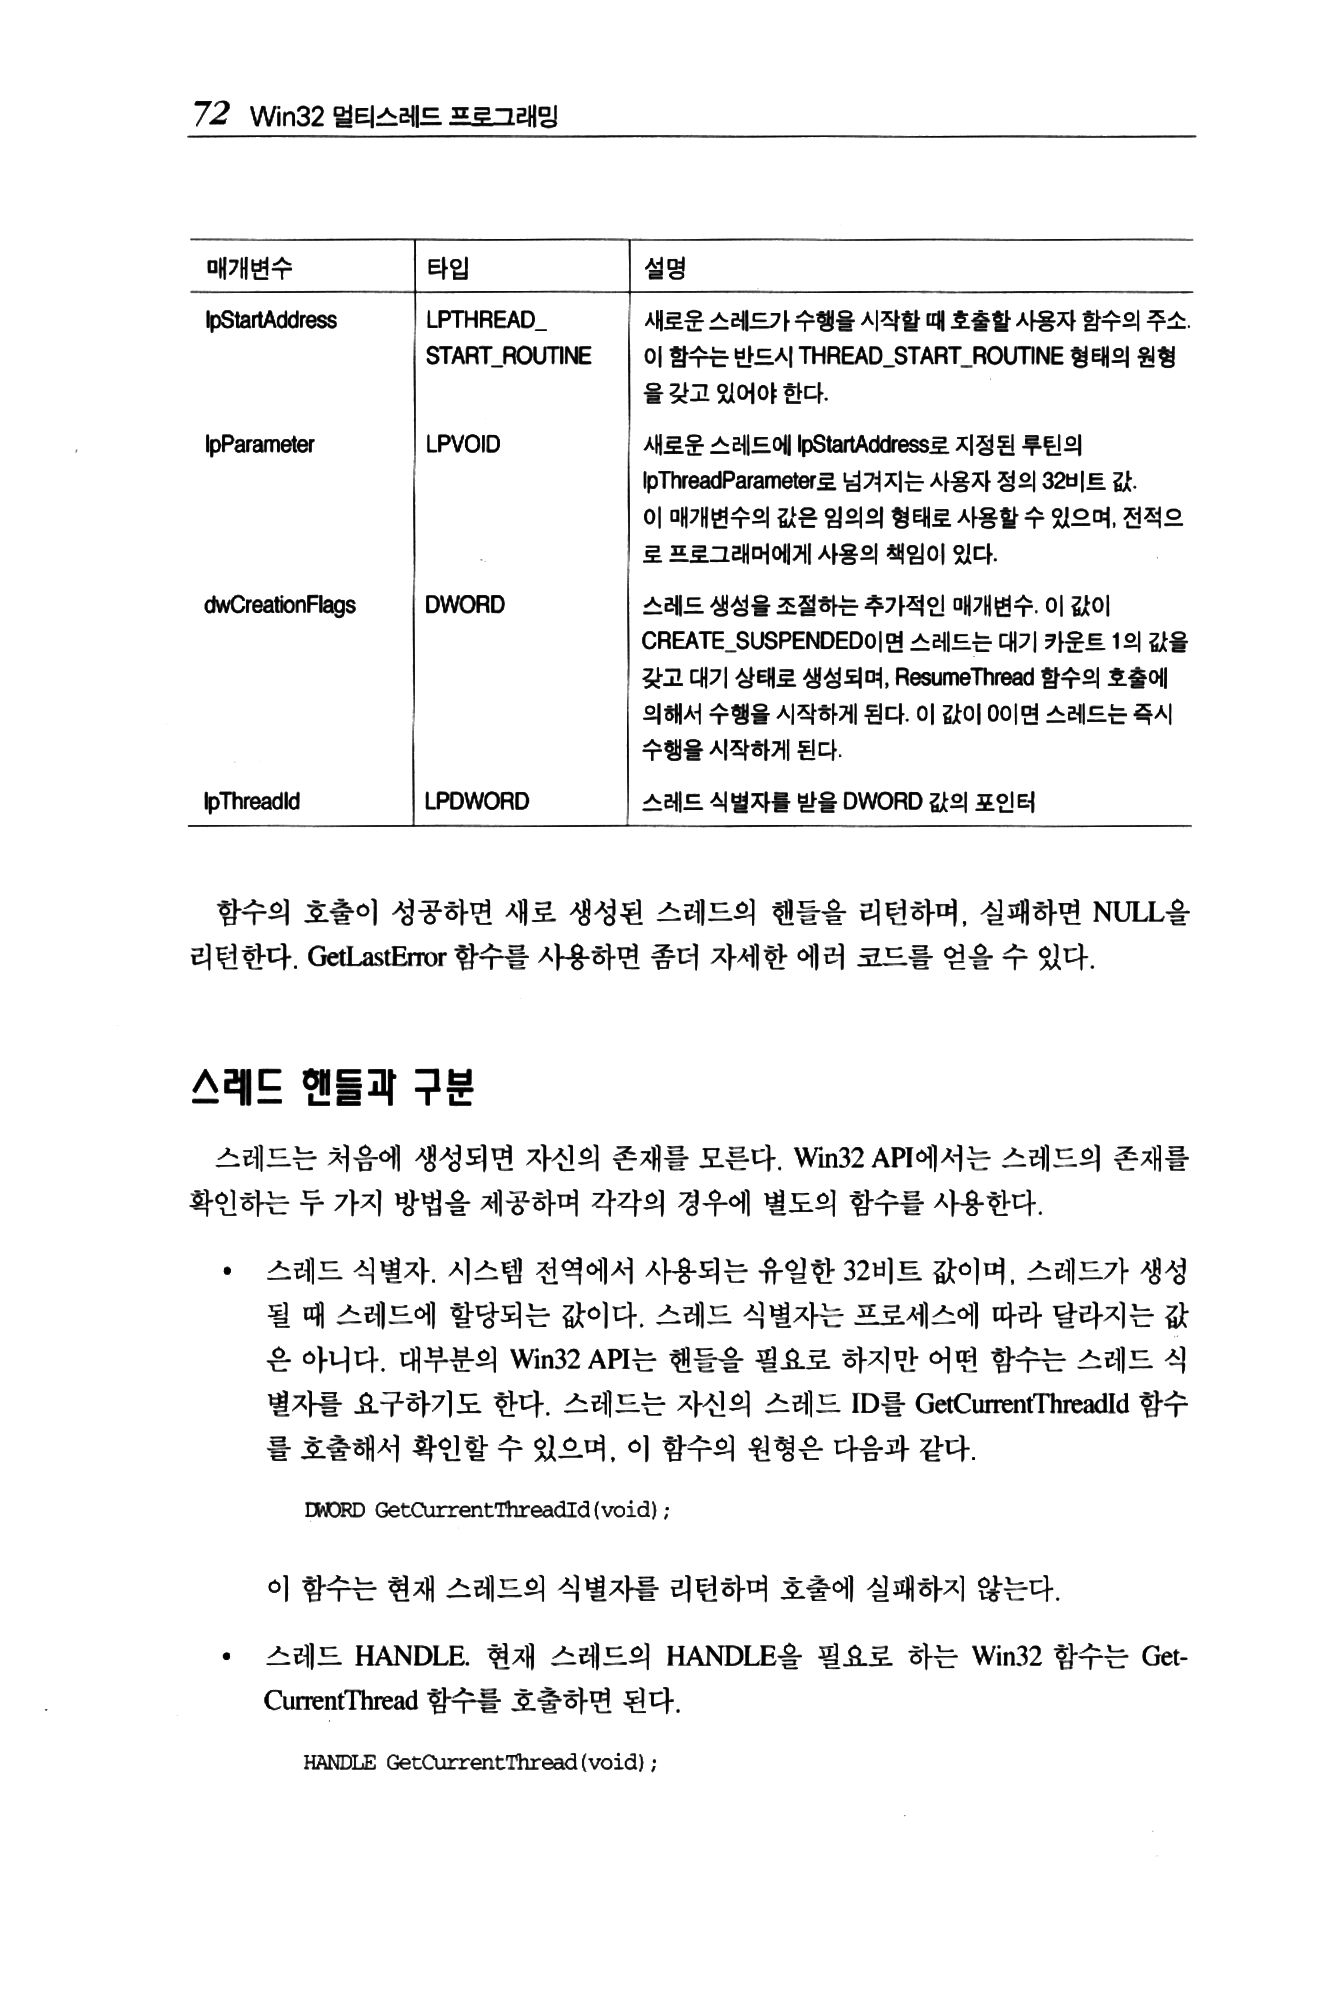 72 Win32 멀티스레드 프로그래밍
매개변수 타입 설명
lpStartAddress LPTHREAD_ 새로운 스레드가 수행을 시작할 때 호출할 사용자 함수의 주소.
START_ROUTINE 이 함수는 반드시 THREAD_START_ROUTINE 형태의 원형
을 갖고 있어야 한다.
lpParameter LPVOID 새로운 스레드에 lpStartAddress로 지정된 루틴의
lpThreadParameter로 넘겨지는 사용자 정의 32비트 값.
이 매개변수의 값은 임의의 형태로 사용할 수 있으며, 전적으
로 프로그래머에게 사용의 책임이 있다.
dwCreationFlags DWORD 스레드 생성을 조절하는 추가적인 매개변수. 이 값이
CREATE_SUSPENDED이면 스레드는 대기 카운트 1의 값을
갖고 대기 상태로 생성되며, ResumeThread 함수의 호출에
의해서 수행을 시작하게 된다. 이 값이 0이면 스레드는 즉시
수행을 시작하게 된다.
lpThreadId LPDWORD 스레드 식별자를 받을 DWORD 값의 포인터
함수의 호출이 성공하면 새로 생성된 스레드의 핸들을 리턴하며, 실패하면 NULL을
리턴한다. GetLastError 함수를 사용하면 좀더 자세한 에러 코드를 얻을 수 있다.
스레드 핸들과 구분
스레드는 처음에 생성되면 자신의 존재를 모른다. Win32 API에서는 스레드의 존재를
확인하는 두 가지 방법을 제공하며 각각의 경우에 별도의 함수를 사용한다.
• 스레드 식별자. 시스템 전역에서 사용되는 유일한 32비트 값이며, 스레드가 생성
될 때 스레드에 할당되는 값이다. 스레드 식별자는 프로세스에 따라 달라지는 값
은 아니다. 대부분의 Win32 API는 핸들을 필요로 하지만 어떤 함수는 스레드 식
별자를 요구하기도 한다. 스레드는 자신의 스레드 ID를 GetCurrentThreadId 함수
를 호출해서 확인할 수 있으며, 이 함수의 원형은 다음과 같다.
DWORD GetCurrentThreadId(void);
이 함수는 현재 스레드의 식별자를 리턴하며 호출에 실패하지 않는다.
• 스레드 HANDLE. 현재 스레드의 HANDLE을 필요로 하는 Win32 함수는 Get-
CurrentThread 함수를 호출하면 된다.
HANDLE GetCurrentThread(void);